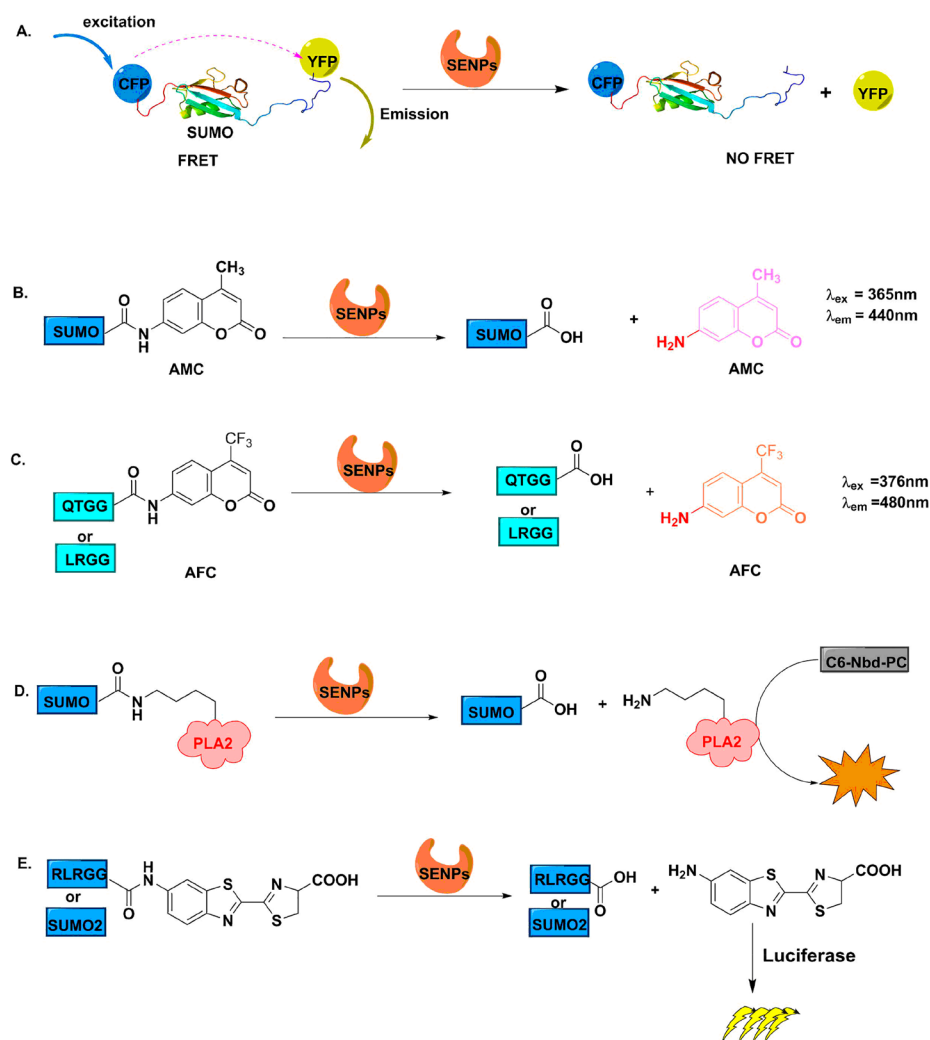 A.
excitation
CFP
YFP
SUMO
FRET
Emission
SENPs
CFP
+
YFP
NO FRET
B.
SUMO
O
N
H
CH3
O
O
AMC
SENPs
SUMO
O
OH
+
H2N
CH3
O
O
AMC
λex = 365nm
λem = 440nm
C.
QTGG
or
LRGG
O
N
H
CF3
O
O
AFC
SENPs
QTGG
or
LRGG
O
OH
+
H2N
CF3
O
O
AFC
λex =376nm
λem =480nm
D.
SUMO
O
N
H
PLA2
SENPs
SUMO
O
OH
+
H2N
PLA2
C6-Nbd-PC
E.
RLRGG
or
SUMO2
O
H
N
S
N
N
S
COOH
SENPs
RLRGG
or
SUMO2
OH
O
+
NH2
S
N
N
S
COOH
Luciferase